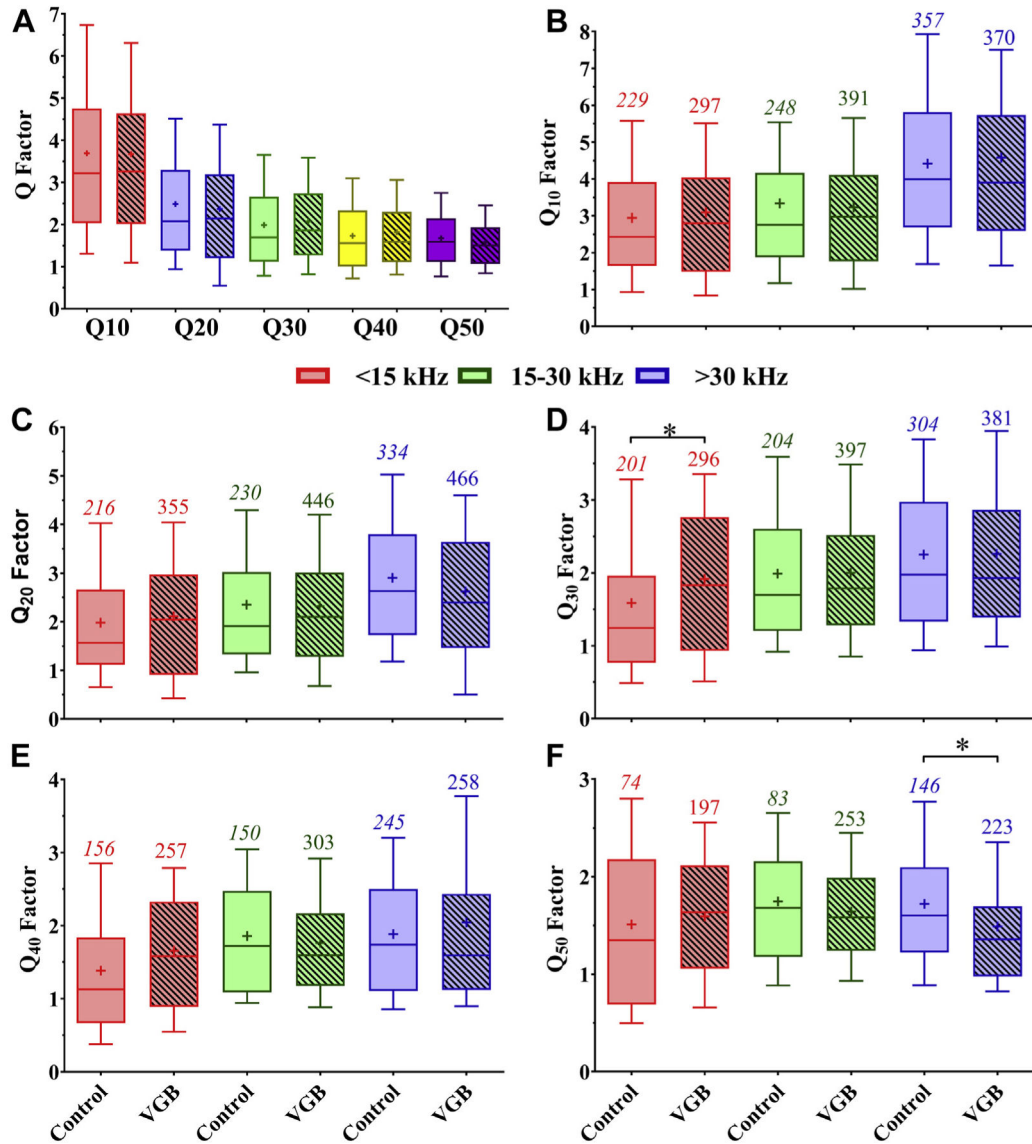 A
Q Factor
7
6
5
4
3
2
1
0
Q10 Q20 Q30 Q40 Q50
B
Q10 Factor
8
7
6
5
4
3
2
1
0
229 297 248 391 357 370
<15 kHz 15-30 kHz >30 kHz
C
Q20 Factor
6
5
4
3
2
1
0
216 355 230 446 334 466
D
Q30 Factor
4
3
2
1
0
*
201 296 204 397 304 381
E
Q40 Factor
4
3
2
1
0
156 257 150 303 245 258
Control VGB Control VGB Control VGB
F
Q50 Factor
3
2
1
0
*
74 197 83 253 146 223
Control VGB Control VGB Control VGB